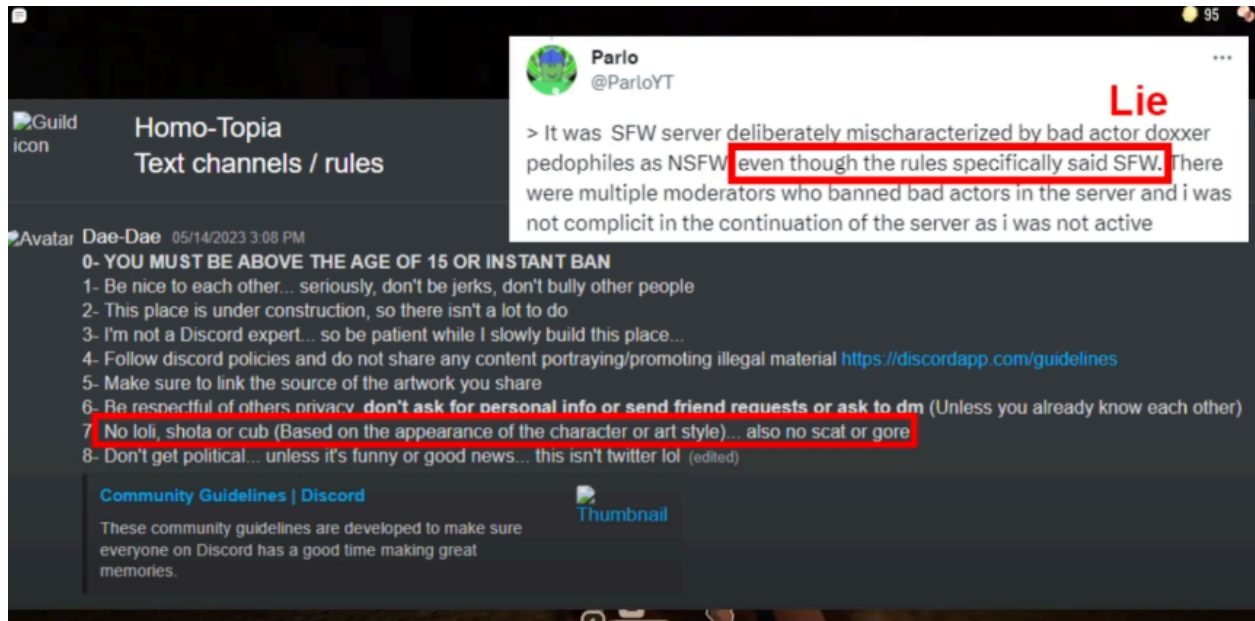 95
Parlo
@ParloYT
...
Lie
> It was SFW server deliberately mischaracterized by bad actor doxxer
pedophiles as NSFW even though the rules specifically said SFW. There
were multiple moderators who banned bad actors in the server and i was
not complicit in the continuation of the server as i was not active
Guild
icon
Homo-Topia
Text channels / rules
Avatar Dae-Dae 05/14/2023 3:08 PM
0- YOU MUST BE ABOVE THE AGE OF 15 OR INSTANT BAN
1- Be nice to each other... seriously, don't be jerks, don't bully other people
2- This place is under construction, so there isn't a lot to do
3- I'm not a Discord expert... so be patient while I slowly build this place...
4- Follow discord policies and do not share any content portraying/promoting illegal material https://discordapp.com/guidelines
5- Make sure to link the source of the artwork you share
6- Be respectful of others privacy, don't ask for personal info or send friend requests or ask to dm (Unless you already know each other)
7 No loli, shota or cub (Based on the appearance of the character or art style)... also no scat or gore
8- Don't get political... unless it's funny or good news... this isn't twitter lol (edited)
Community Guidelines | Discord
Thumbnail
These community guidelines are developed to make sure
everyone on Discord has a good time making great
memories.